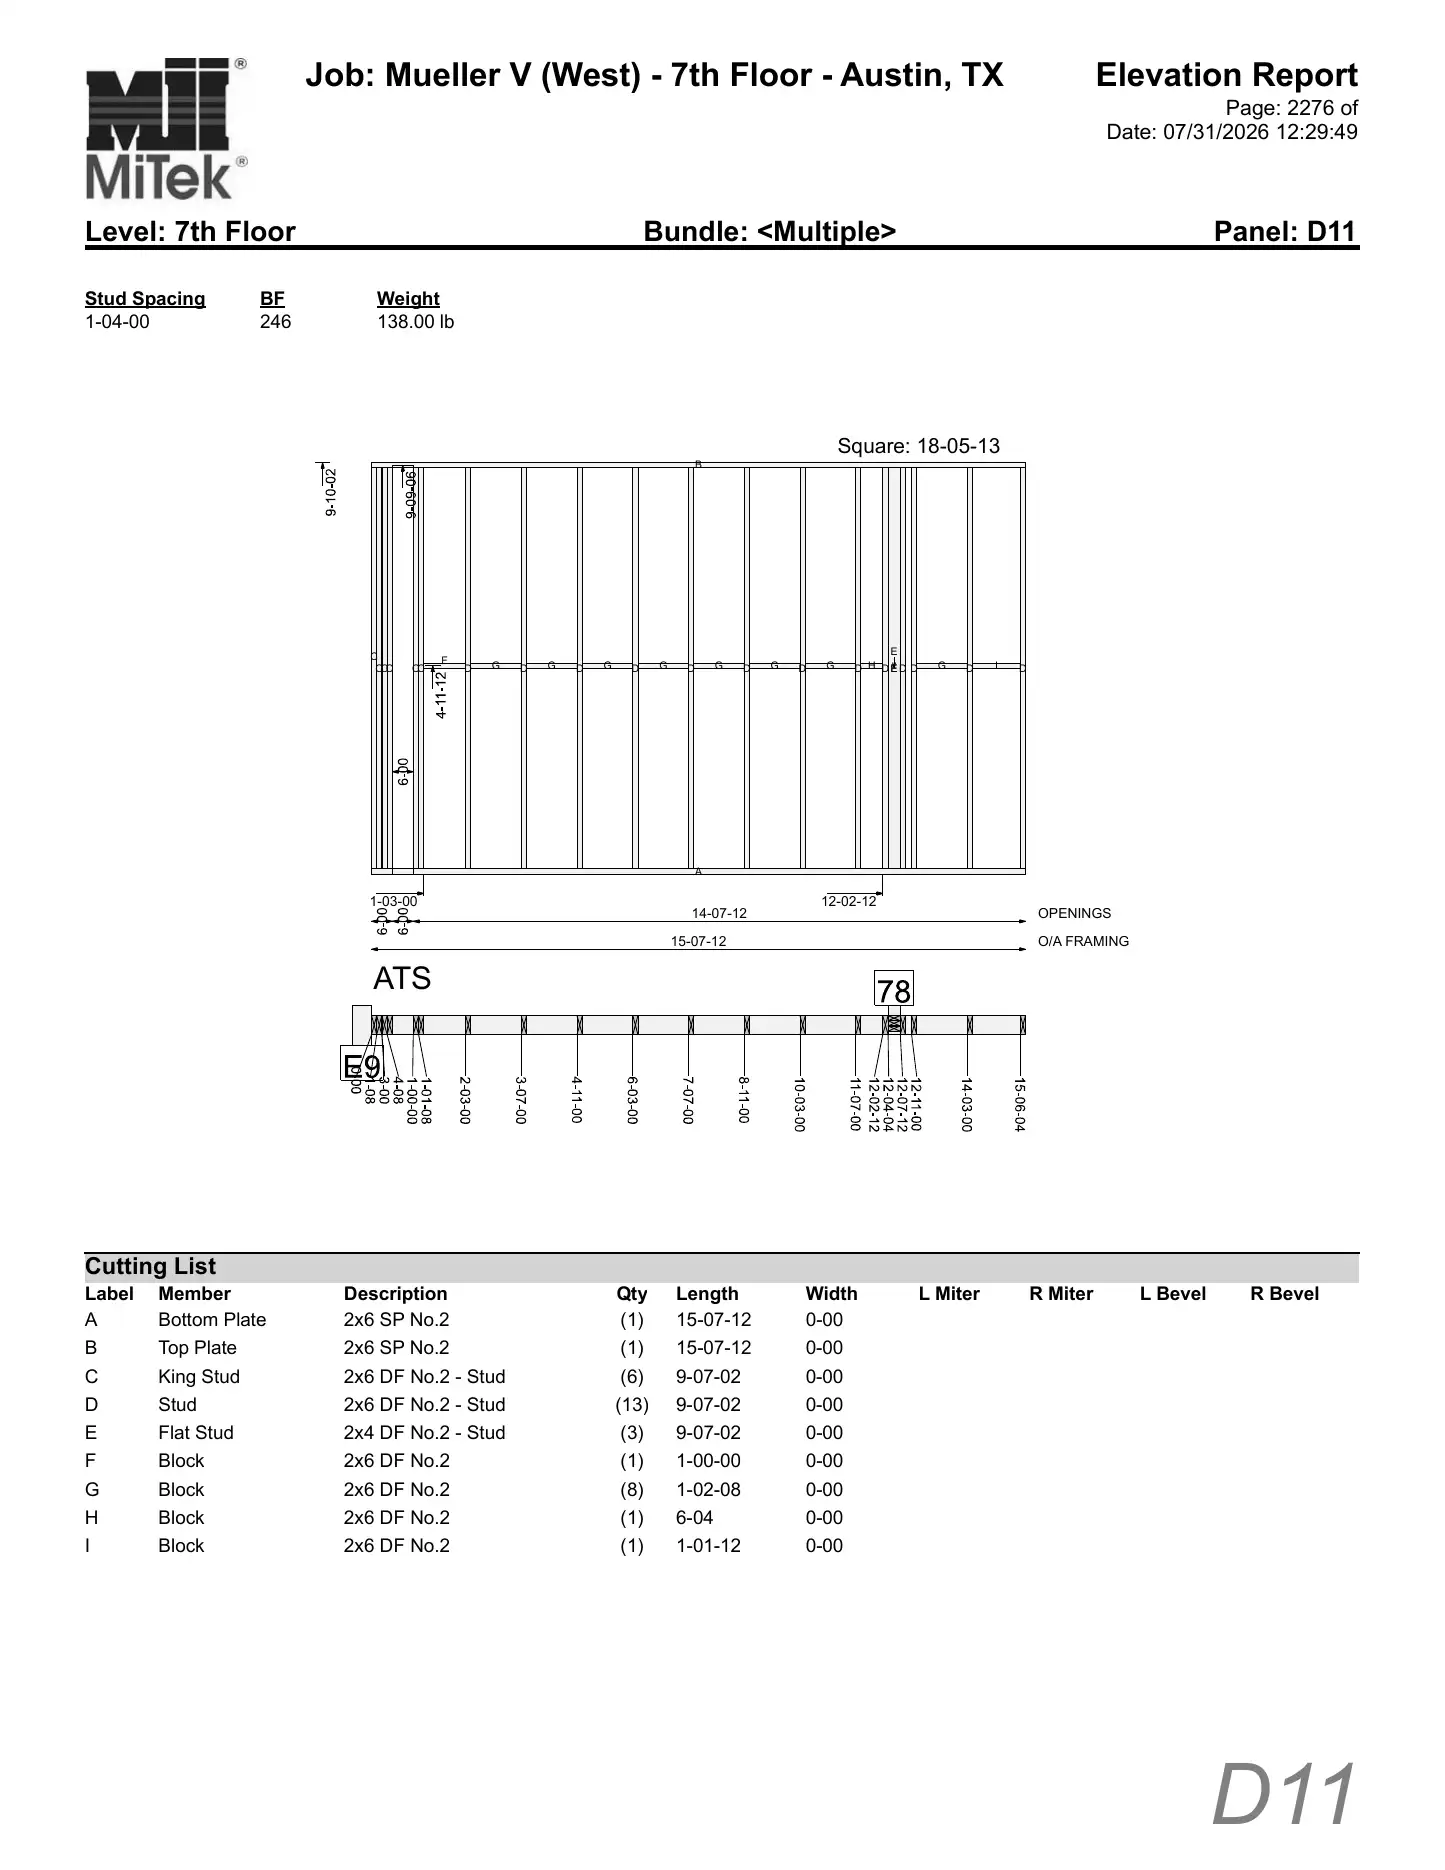 Job: Mueller V (West) - 7th Floor - Austin, TX
Elevation Report
Page: 2276 of
Date: 07/31/2026 12:29:49
MiTek®
Level: 7th Floor
Bundle: <Multiple>
Panel: D11
Stud Spacing BF Weight
1-04-00 246 138.00 lb
Square: 18-05-13
B
9-10-02
9-09-06
C
F G G G G G G G H E G I
E
4-11-12
6-00
A
1-03-00 12-02-12
6-00 6-00 14-07-12 OPENINGS
15-07-12 O/A FRAMING
ATS
78
E9
4-08 1-00-00 1-01-08 2-03-00 3-07-00 4-11-00 6-03-00 7-07-00 8-11-00 10-03-00 11-07-00 12-02-12 12-04-04 12-07-12 12-11-00 14-03-00 15-06-04
Cutting List
Label Member Description Qty Length Width L Miter R Miter L Bevel R Bevel
A Bottom Plate 2x6 SP No.2 (1) 15-07-12 0-00
B Top Plate 2x6 SP No.2 (1) 15-07-12 0-00
C King Stud 2x6 DF No.2 - Stud (6) 9-07-02 0-00
D Stud 2x6 DF No.2 - Stud (13) 9-07-02 0-00
E Flat Stud 2x4 DF No.2 - Stud (3) 9-07-02 0-00
F Block 2x6 DF No.2 (1) 1-00-00 0-00
G Block 2x6 DF No.2 (8) 1-02-08 0-00
H Block 2x6 DF No.2 (1) 6-04 0-00
I Block 2x6 DF No.2 (1) 1-01-12 0-00
D11